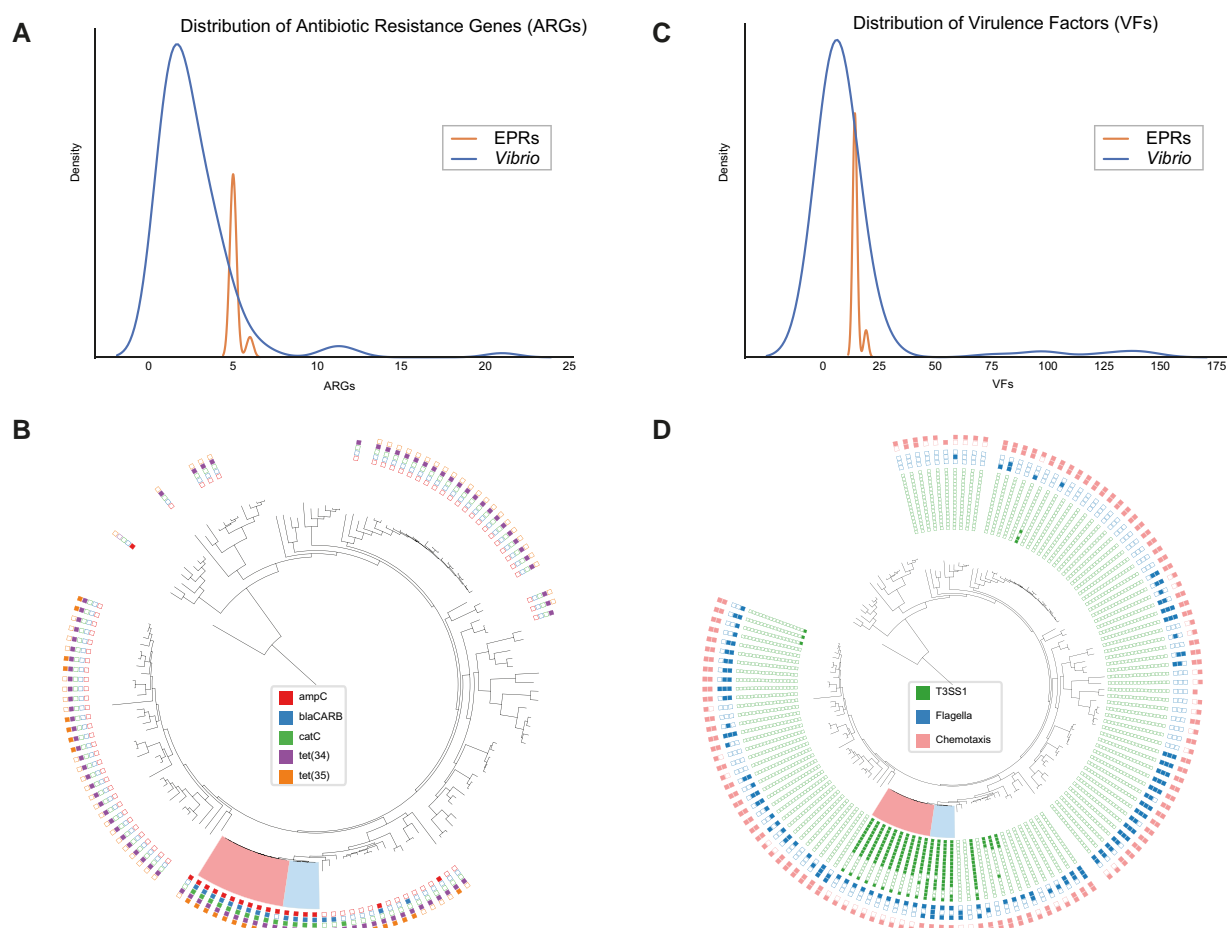 A
Distribution of Antibiotic Resistance Genes (ARGs)
Density
EPRs
Vibrio
0 5 10 15 20 25
ARGs
C
Distribution of Virulence Factors (VFs)
Density
EPRs
Vibrio
0 25 50 75 100 125 150 175
VFs
B
ampC
blaCARB
catC
tet(34)
tet(35)
D
T3SS1
Flagella
Chemotaxis